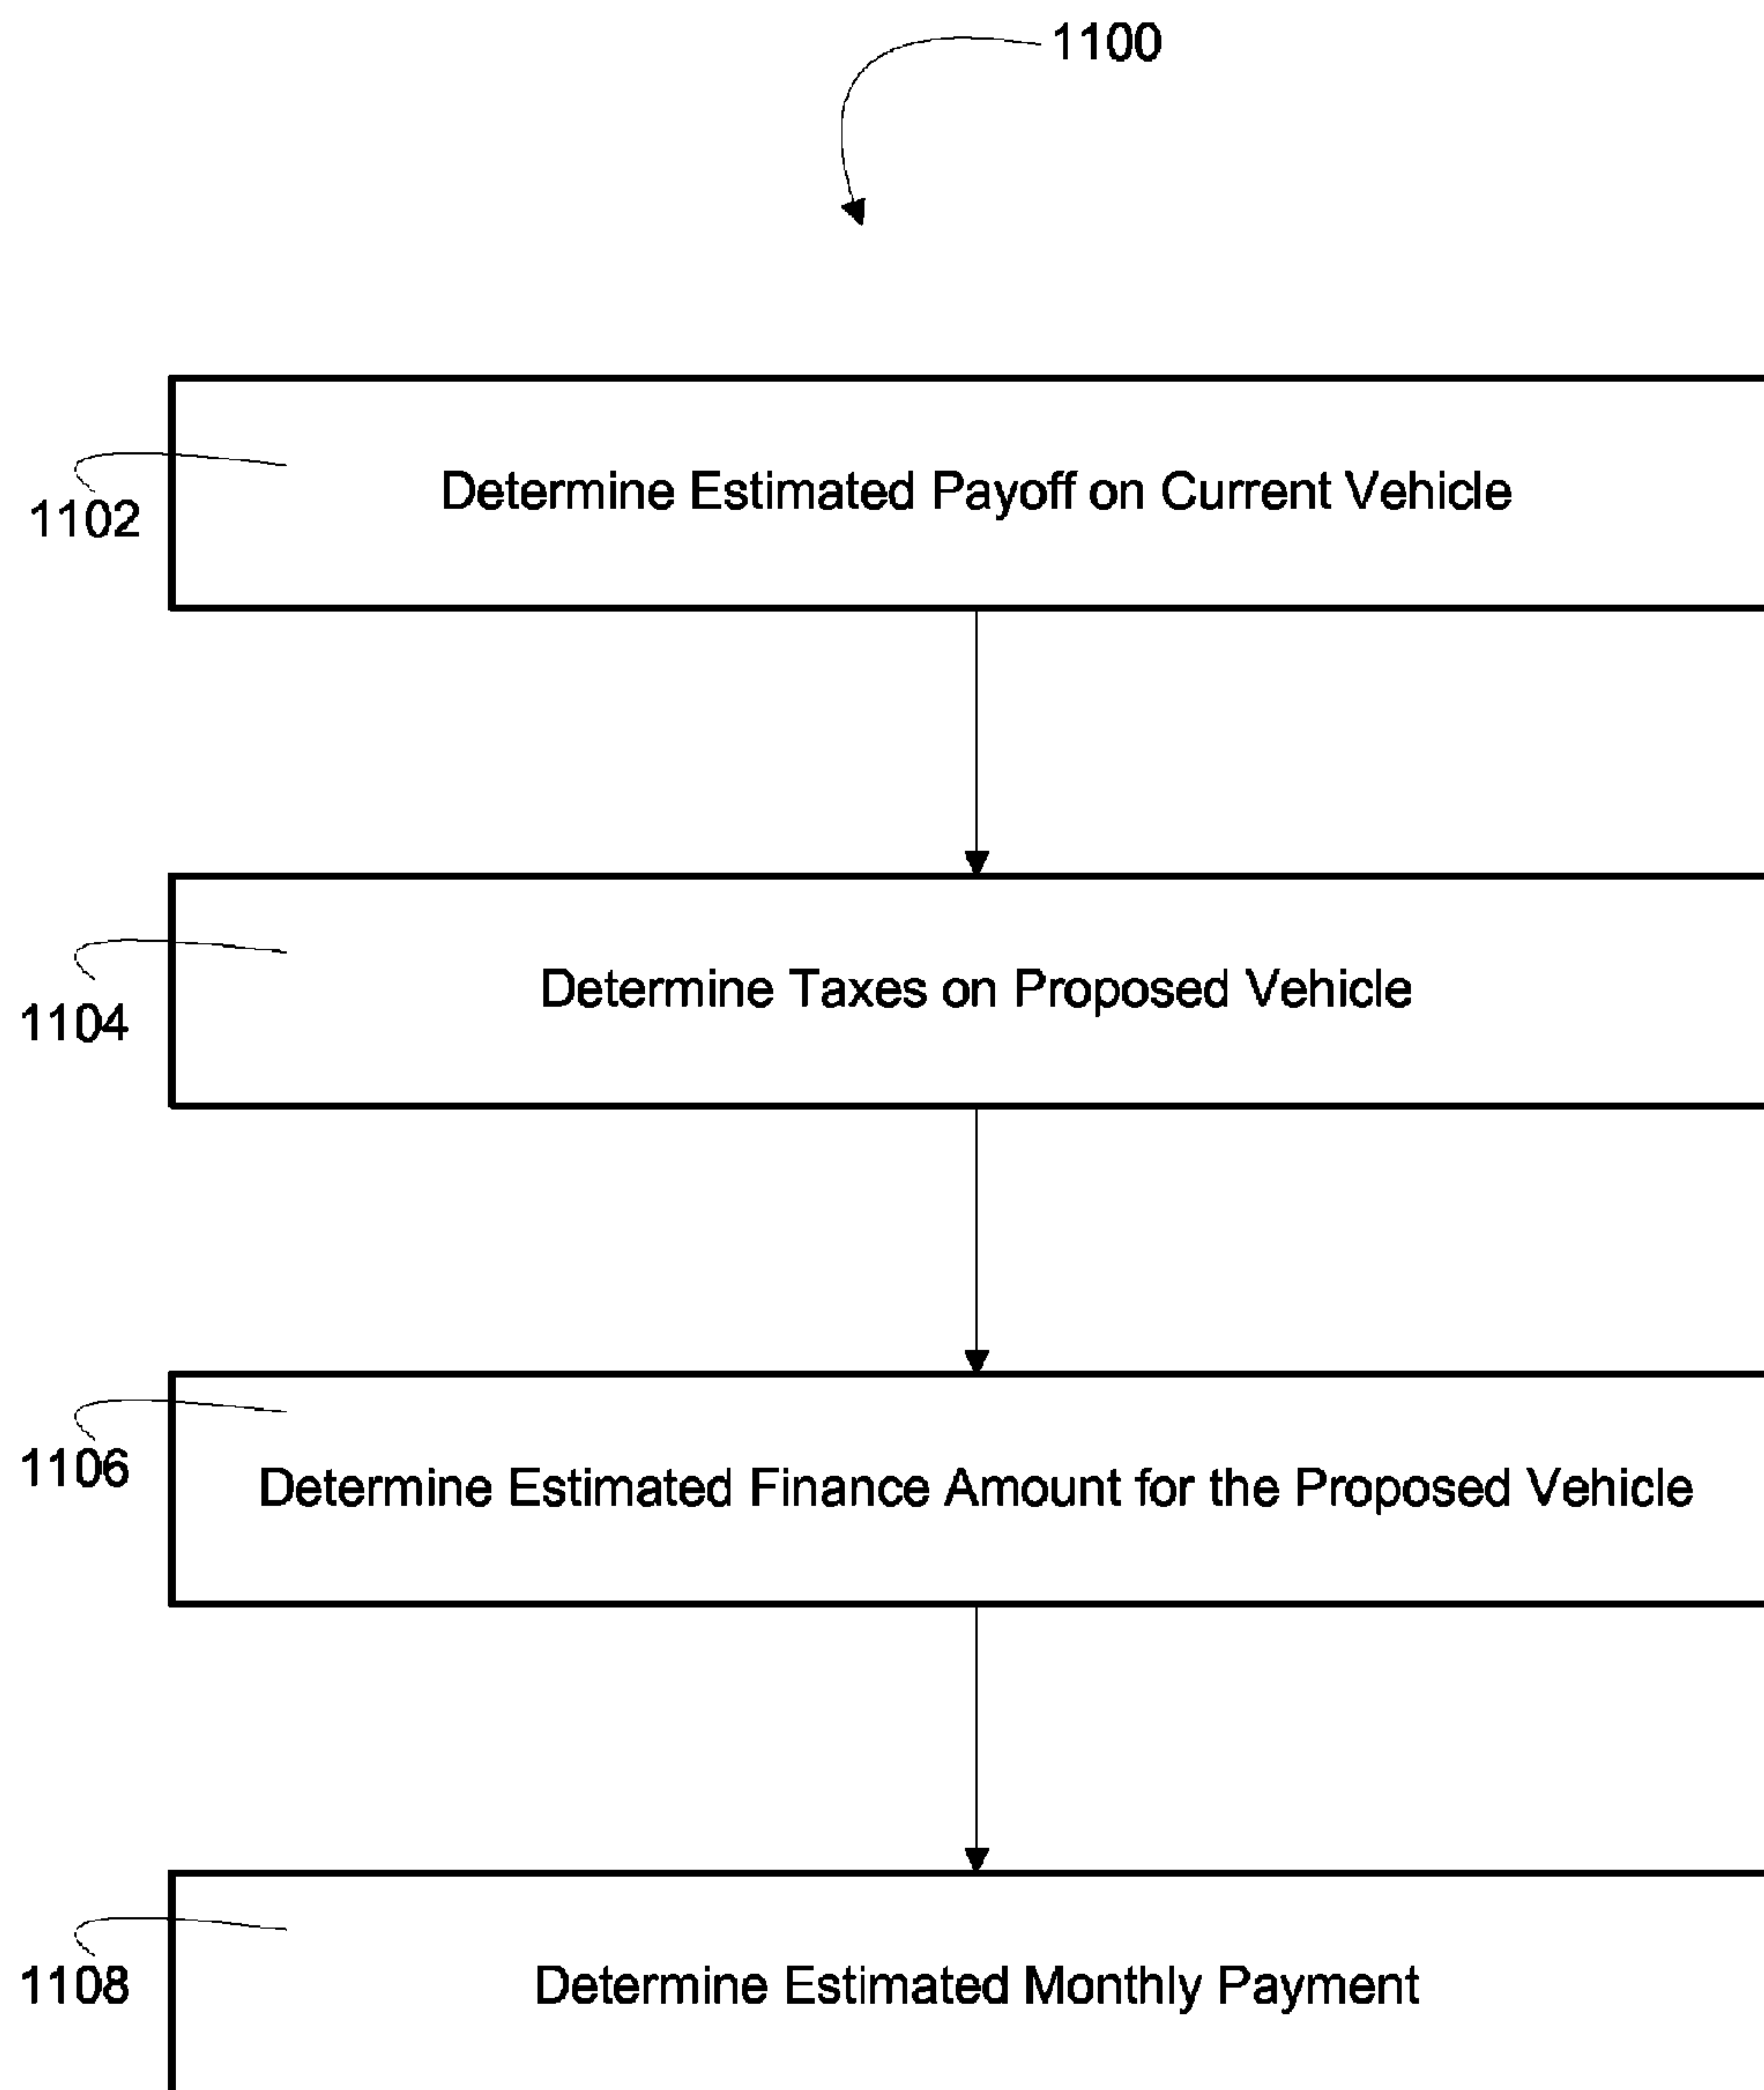 1100
Determine Estimated Payoff on Current Vehicle
1102
Determine Taxes on Proposed Vehicle
1104
Determine Estimated Finance Amount for the Proposed Vehicle
1106
Determine Estimated Monthly Payment
1108